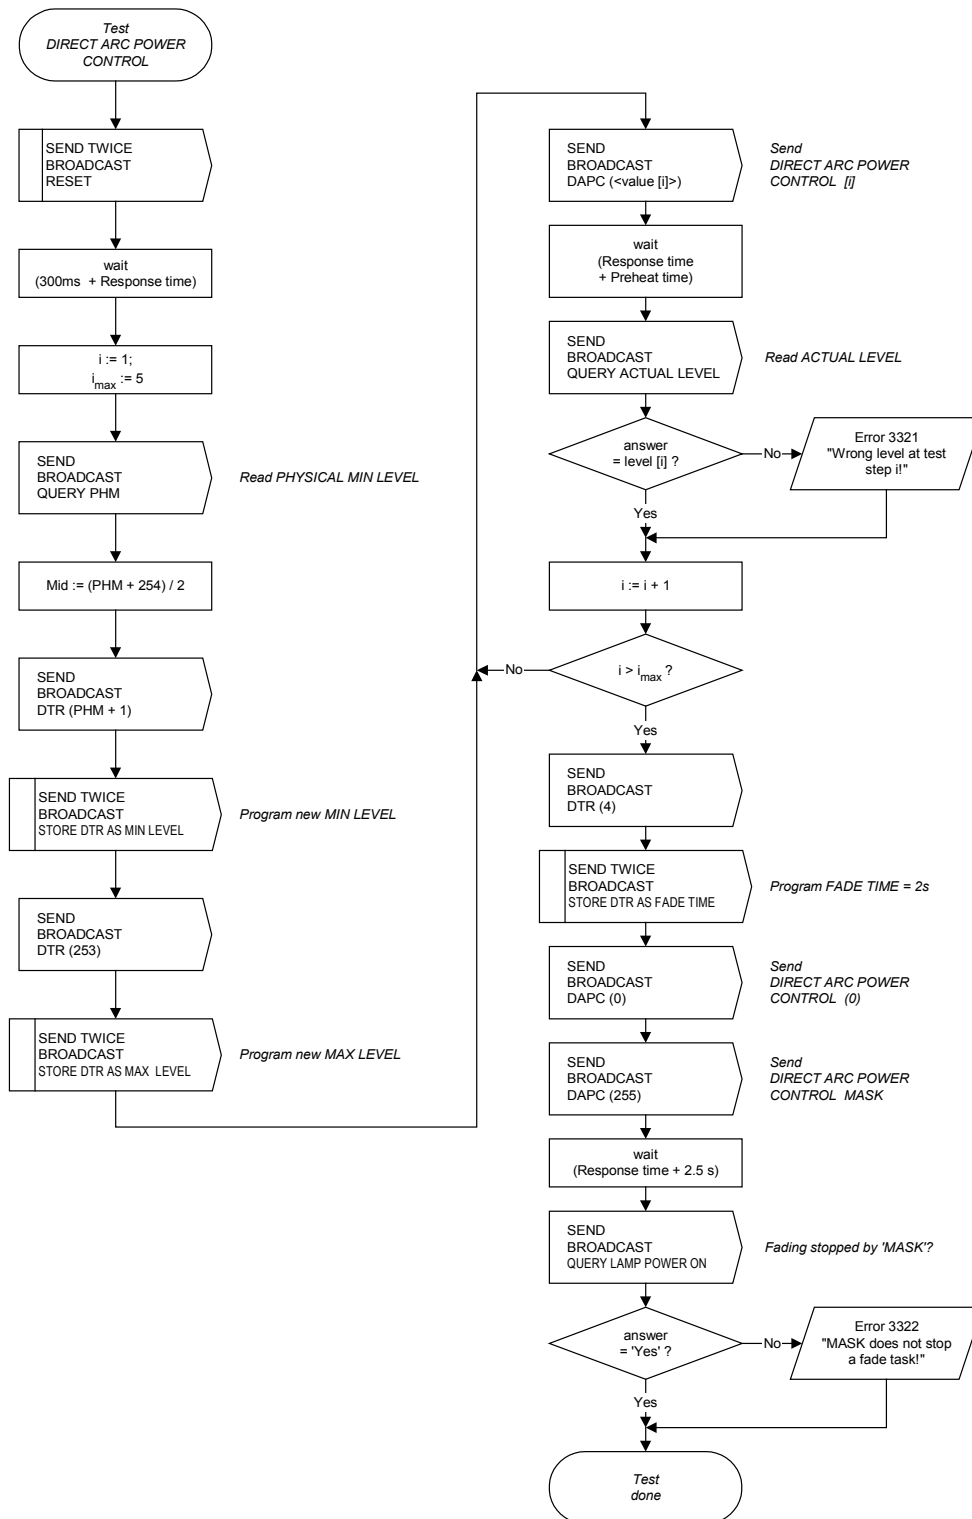 Test
DIRECT ARC POWER
CONTROL
SEND TWICE
BROADCAST
RESET
wait
(300ms + Response time)
i := 1;
imax := 5
SEND
BROADCAST
QUERY PHM
Read PHYSICAL MIN LEVEL
Mid := (PHM + 254) / 2
SEND
BROADCAST
DTR (PHM + 1)
SEND TWICE
BROADCAST
STORE DTR AS MIN LEVEL
Program new MIN LEVEL
SEND
BROADCAST
DTR (253)
SEND TWICE
BROADCAST
STORE DTR AS MAX LEVEL
Program new MAX LEVEL
SEND
BROADCAST
DAPC (<value [i]>)
Send
DIRECT ARC POWER
CONTROL [i]
wait
(Response time
+ Preheat time)
SEND
BROADCAST
QUERY ACTUAL LEVEL
Read ACTUAL LEVEL
answer
= level [i] ?
No
Error 3321
"Wrong level at test
step i!"
Yes
i := i + 1
i > imax ?
No
Yes
SEND
BROADCAST
DTR (4)
SEND TWICE
BROADCAST
STORE DTR AS FADE TIME
Program FADE TIME = 2s
SEND
BROADCAST
DAPC (0)
Send
DIRECT ARC POWER
CONTROL (0)
SEND
BROADCAST
DAPC (255)
Send
DIRECT ARC POWER
CONTROL MASK
wait
(Response time + 2.5 s)
SEND
BROADCAST
QUERY LAMP POWER ON
Fading stopped by 'MASK'?
answer
= 'Yes' ?
No
Error 3322
"MASK does not stop
a fade task!"
Yes
Test
done